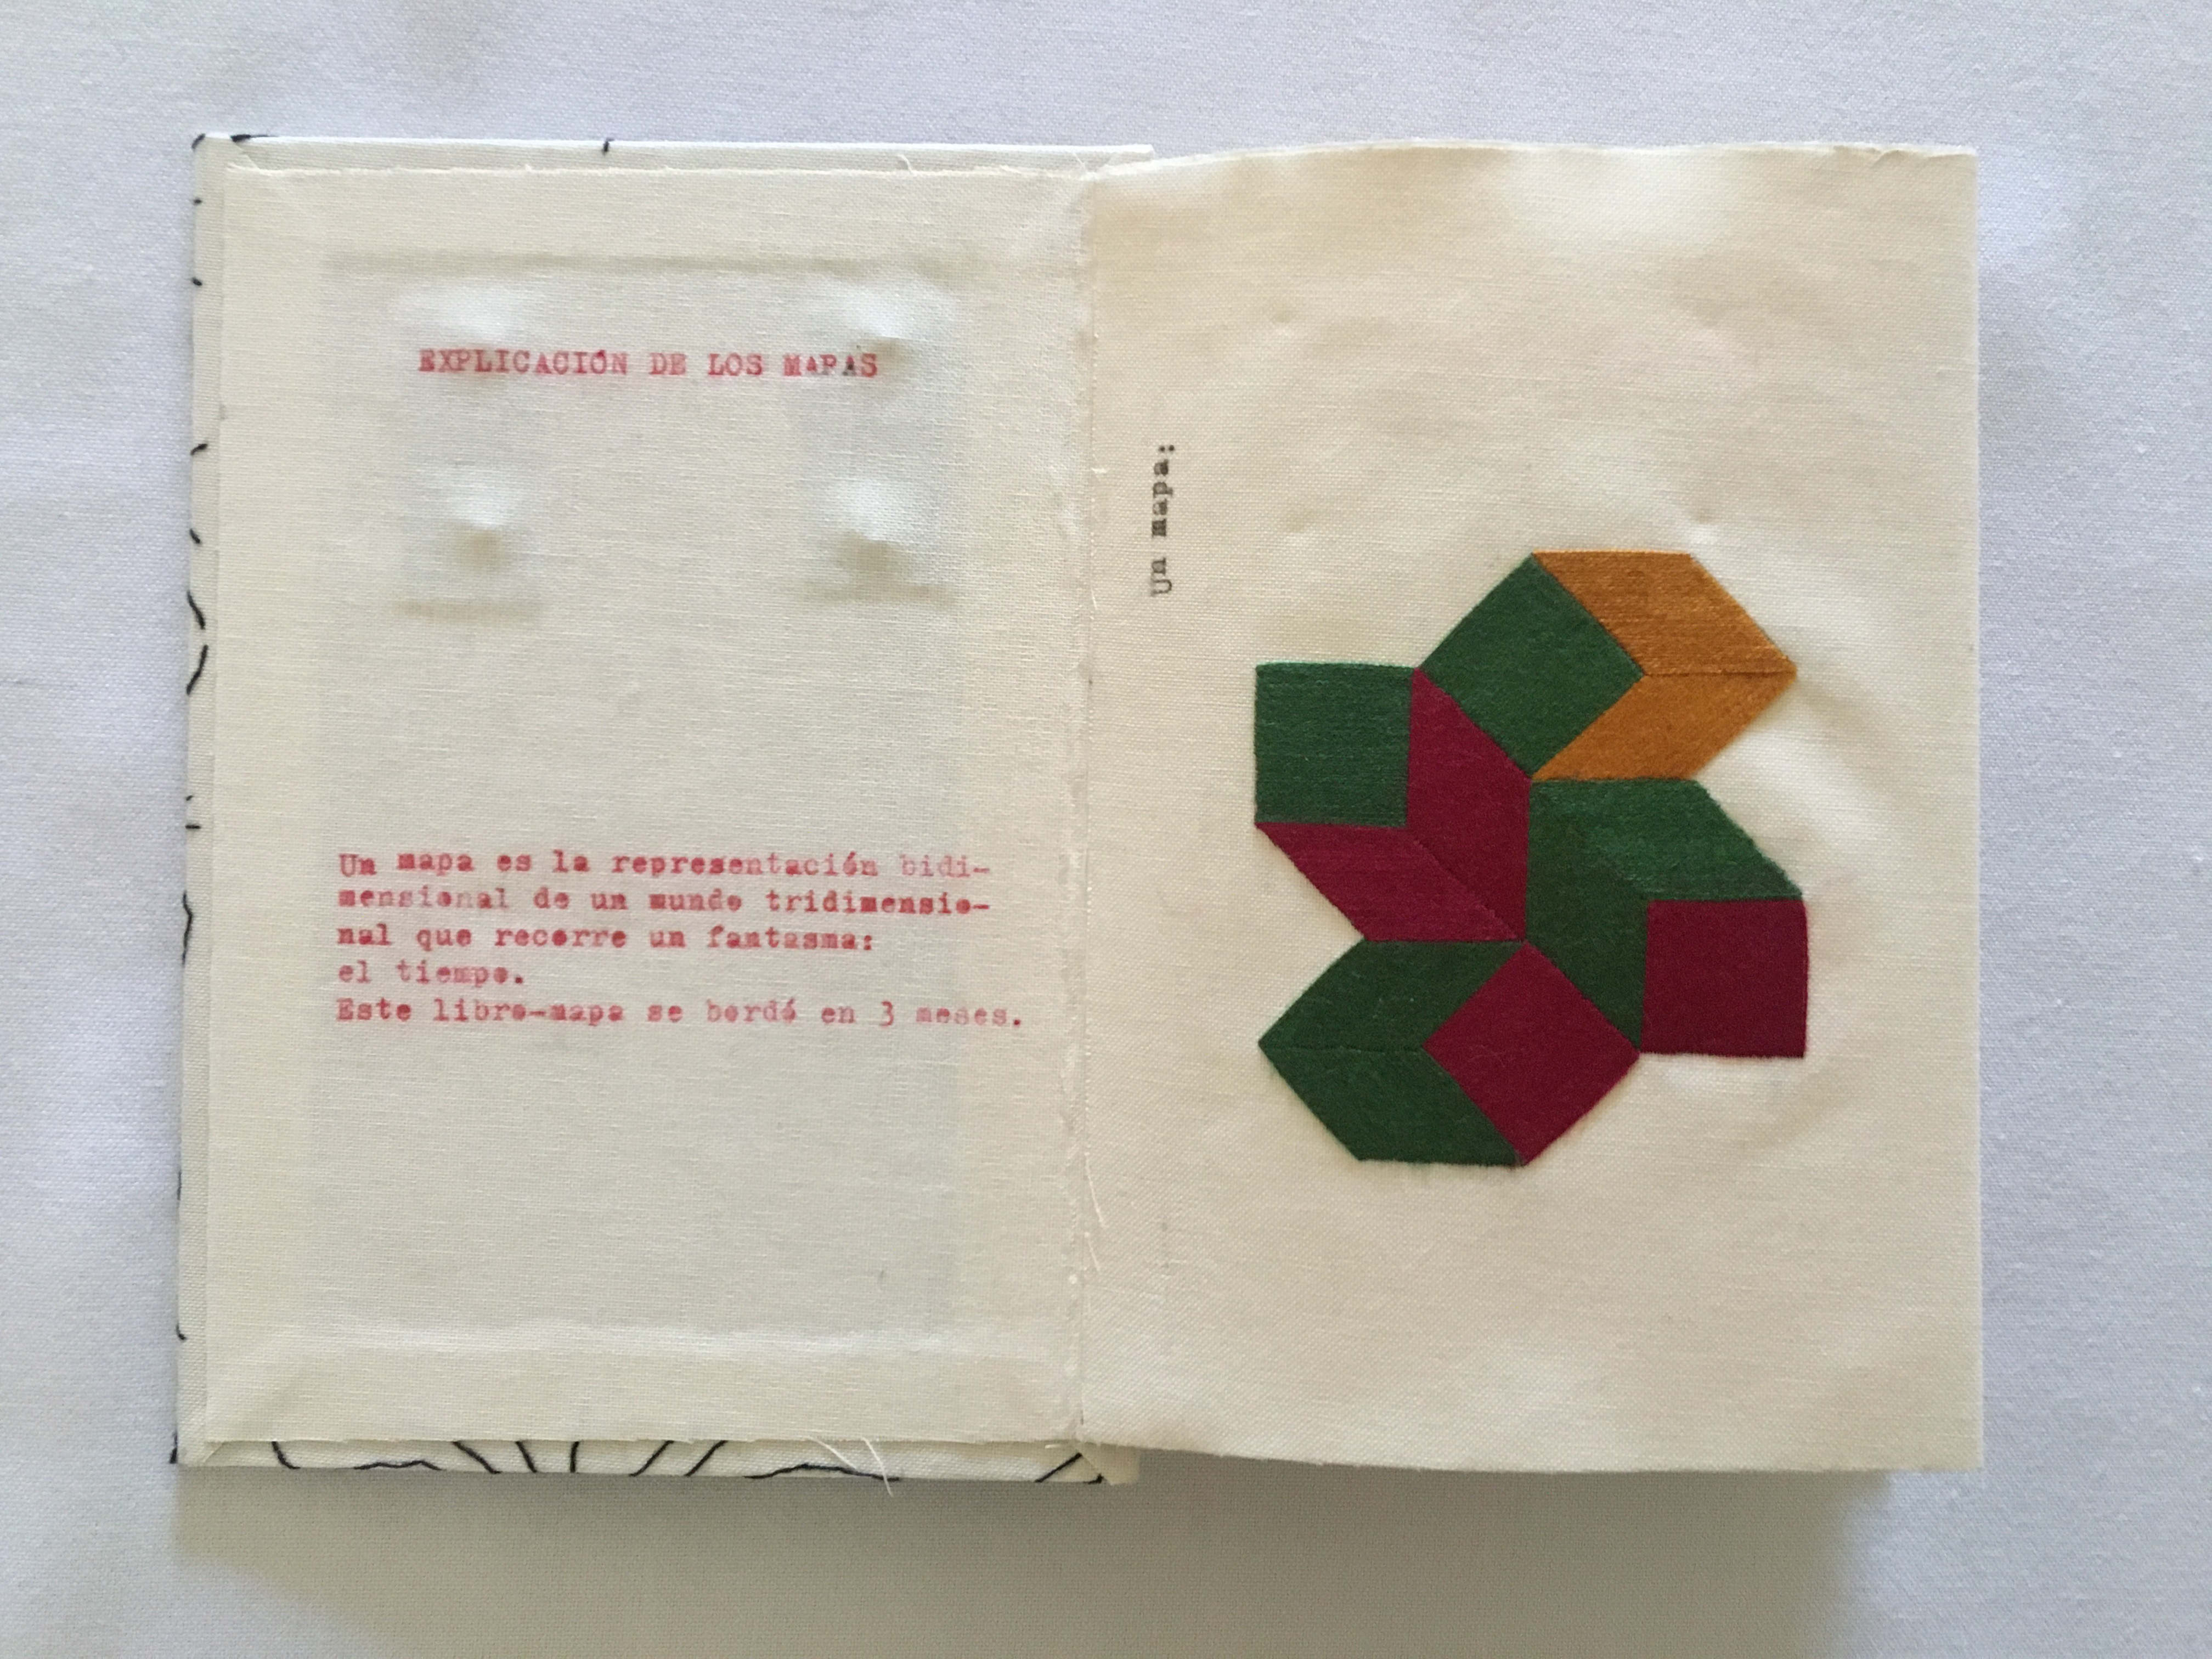 EXPLICACIÓN DE LOS MAPAS
Un mapa es la representación bidi-
mensional de un mundo tridimensio-
nal que recorre un fantasma:
el tiempo.
Este libro-mapa se bordó en 3 meses.
Un mapa: